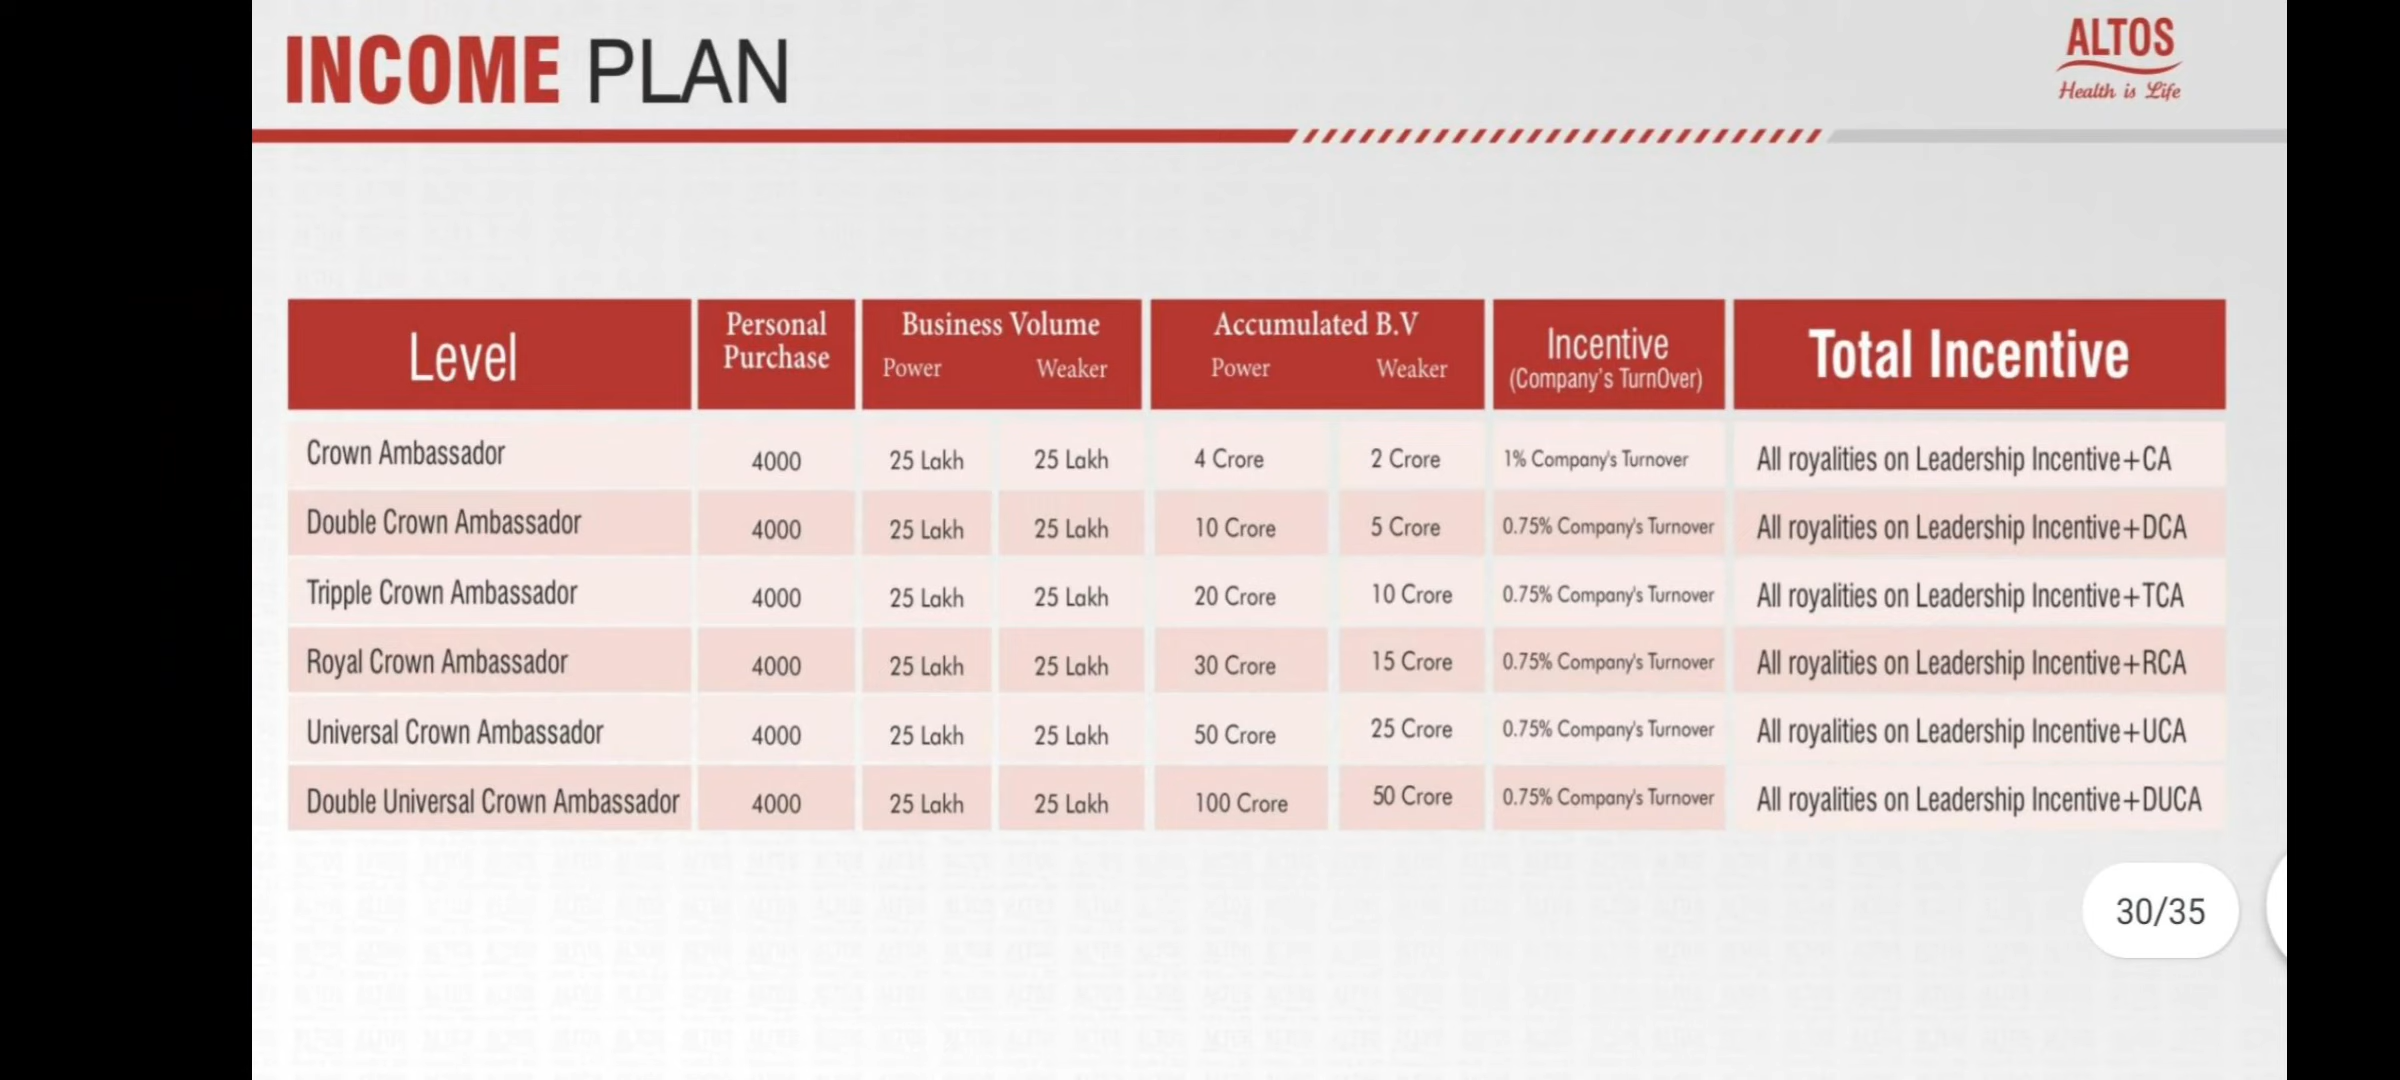 INCOME PLAN
ALTOS
Health is Life
Level
Personal Purchase
Business Volume
Power Weaker
Accumulated B.V
Power Weaker
Incentive
(Company's TurnOver)
Total Incentive
Crown Ambassador 4000 25 Lakh 25 Lakh 4 Crore 2 Crore 1% Company's Turnover All royalities on Leadership Incentive+CA
Double Crown Ambassador 4000 25 Lakh 25 Lakh 10 Crore 5 Crore 0.75% Company's Turnover All royalities on Leadership Incentive+DCA
Tripple Crown Ambassador 4000 25 Lakh 25 Lakh 20 Crore 10 Crore 0.75% Company's Turnover All royalities on Leadership Incentive+TCA
Royal Crown Ambassador 4000 25 Lakh 25 Lakh 30 Crore 15 Crore 0.75% Company's Turnover All royalities on Leadership Incentive+RCA
Universal Crown Ambassador 4000 25 Lakh 25 Lakh 50 Crore 25 Crore 0.75% Company's Turnover All royalities on Leadership Incentive+UCA
Double Universal Crown Ambassador 4000 25 Lakh 25 Lakh 100 Crore 50 Crore 0.75% Company's Turnover All royalities on Leadership Incentive+DUCA
30/35